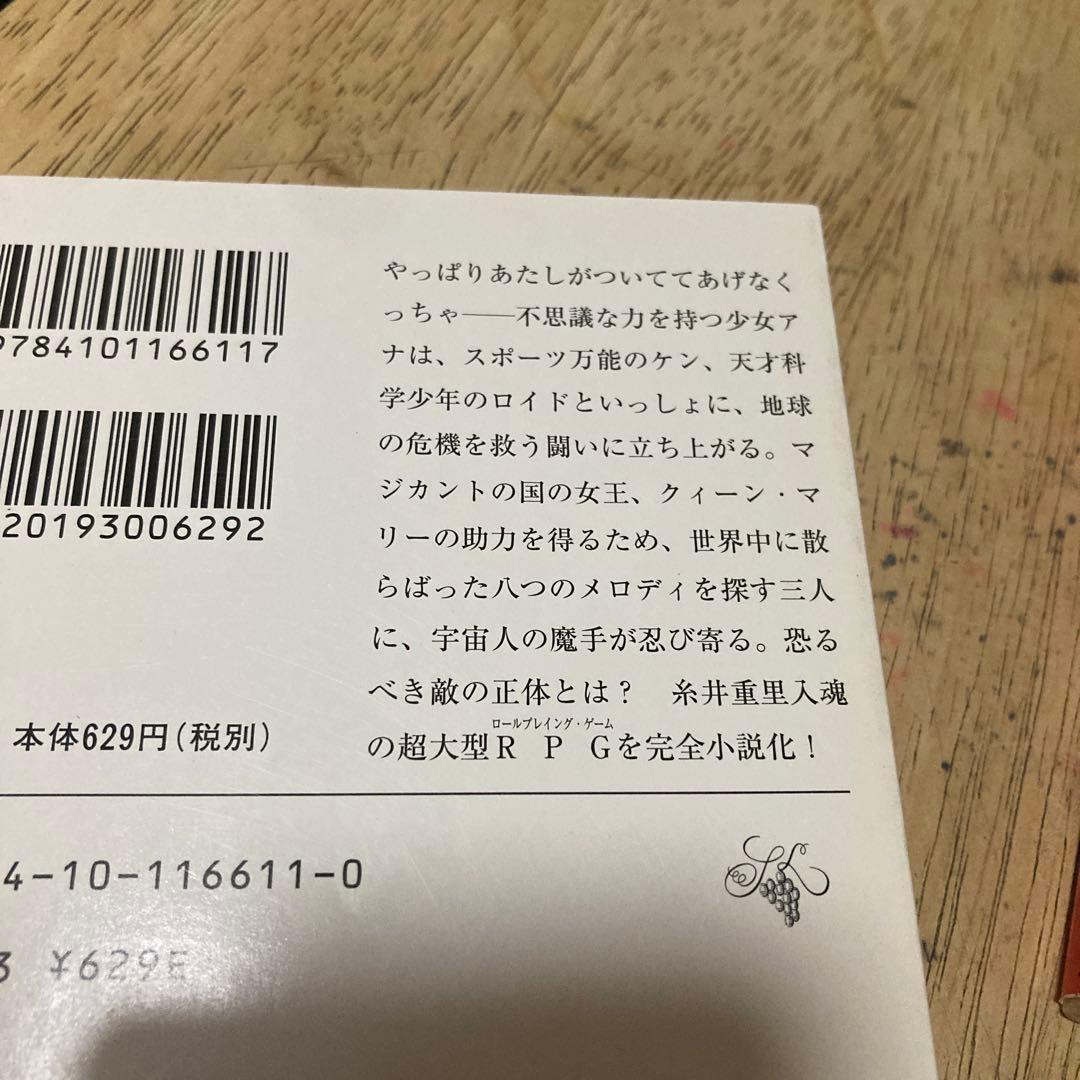 9784101166117
20193006292
本体629円(税別)
やっぱりあたしがついててあげなく
っちゃ――不思議な力を持つ少女ア
ナは、スポーツ万能のケン、天才科
学少年のロイドといっしょに、地球
の危機を救う闘いに立ち上がる。マ
ジカントの国の女王、クィーン・マ
リーの助力を得るため、世界中に散
らばった八つのメロディを探す三人
に、宇宙人の魔手が忍び寄る。恐る
べき敵の正体とは？　糸井重里入魂
ロールプレイング・ゲーム
の超大型RPGを完全小説化！
4-10-116611-0
3 ¥629E